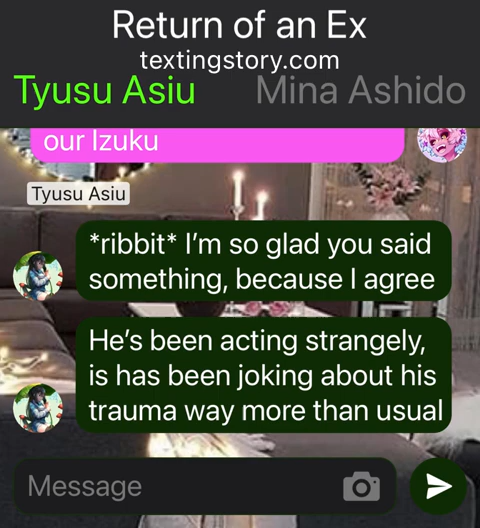 Return of an Ex
textingstory.com
Tyusu Asiu Mina Ashido
our Izuku
Tyusu Asiu
*ribbit* I'm so glad you said
something, because I agree
He's been acting strangely,
is has been joking about his
trauma way more than usual
Message